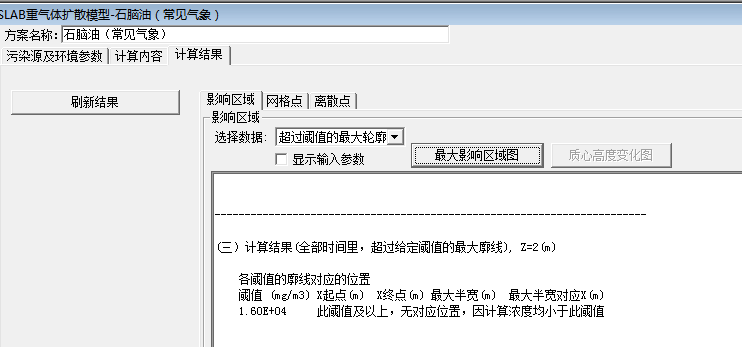 SLAB重气体扩散模型-石脑油（常见气象）
方案名称: 石脑油（常见气象）
污染源及环境参数 计算内容 计算结果
刷新结果
影响区域 网格点 离散点
影响区域
选择数据: 超过阈值的最大轮廓
显示输入参数
最大影响区域图 质心高度变化图
(三) 计算结果(全部时间里，超过给定阈值的最大廓线), Z=2(m)
各阈值的廓线对应的位置
阈值 (mg/m3) X起点(m) X终点(m) 最大半宽(m) 最大半宽对应X(m)
1.60E+04 此阈值及以上，无对应位置，因计算浓度均小于此阈值